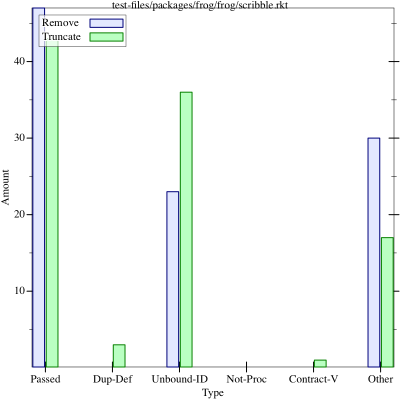 test-files/packages/frog/frog/scribble.rkt
Remove
Truncate
40
30
20
10
Amount
Passed Dup-Def Unbound-ID Not-Proc Contract-V Other
Type